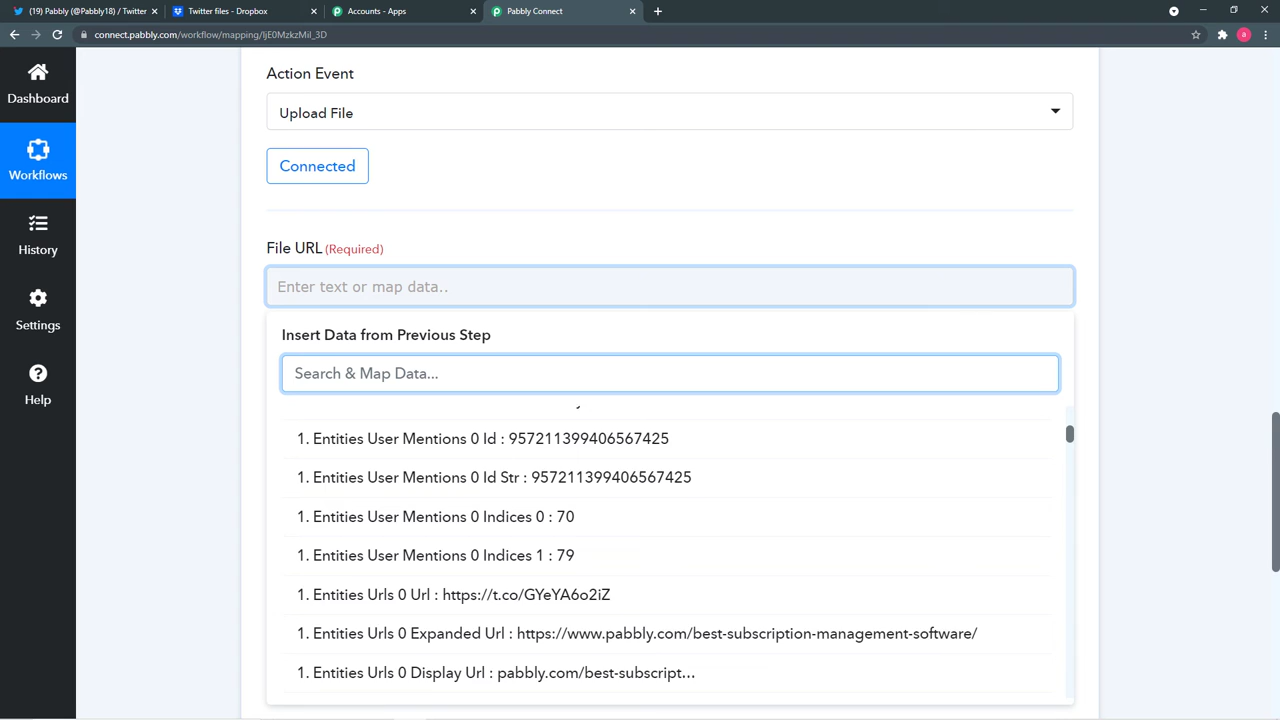 (19) Pabbly (@Pabbly18) / Twitter
Twitter files - Dropbox
Accounts - Apps
Pabbly Connect
connect.pabbly.com/workflow/mapping/IjE0MzkzMiI_3D
a
Dashboard
Workflows
History
Settings
Help
Action Event
Upload File
Connected
File URL (Required)
Enter text or map data..
Insert Data from Previous Step
Search & Map Data...
1. Entities User Mentions 0 Id : 957211399406567425
1. Entities User Mentions 0 Id Str : 957211399406567425
1. Entities User Mentions 0 Indices 0 : 70
1. Entities User Mentions 0 Indices 1 : 79
1. Entities Urls 0 Url : https://t.co/GYeYA6o2iZ
1. Entities Urls 0 Expanded Url : https://www.pabbly.com/best-subscription-management-software/
1. Entities Urls 0 Display Url : pabbly.com/best-subscript…